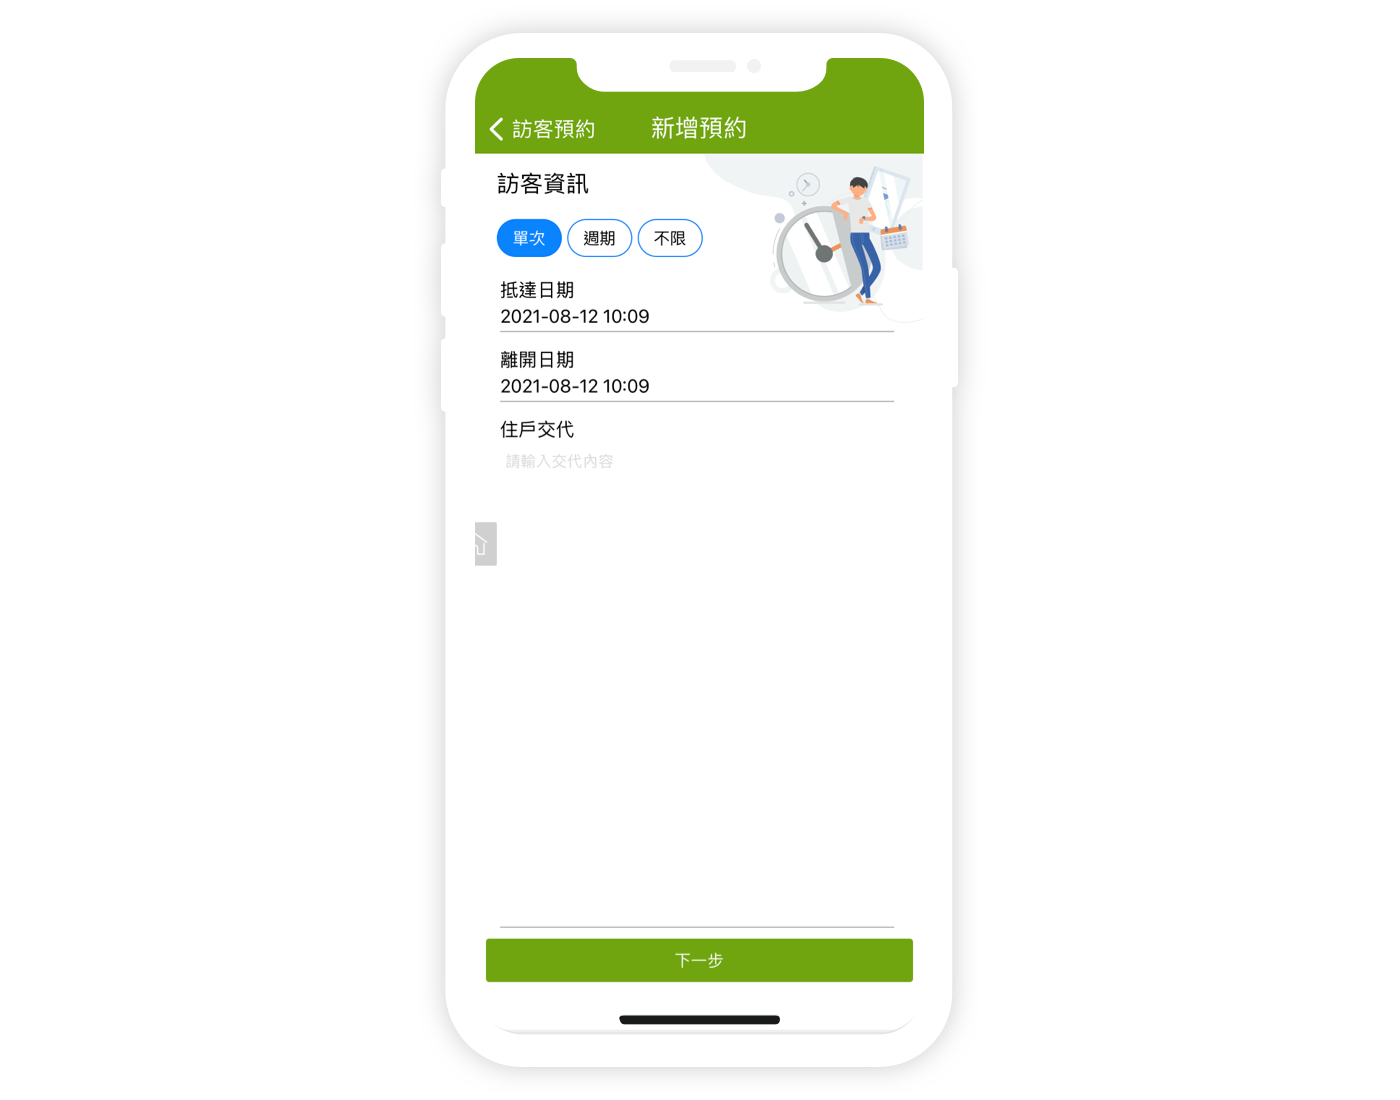 訪客預約
新增預約
訪客資訊
單次 週期 不限
抵達日期
2021-08-12 10:09
離開日期
2021-08-12 10:09
住戶交代
請輸入交代內容
下一步